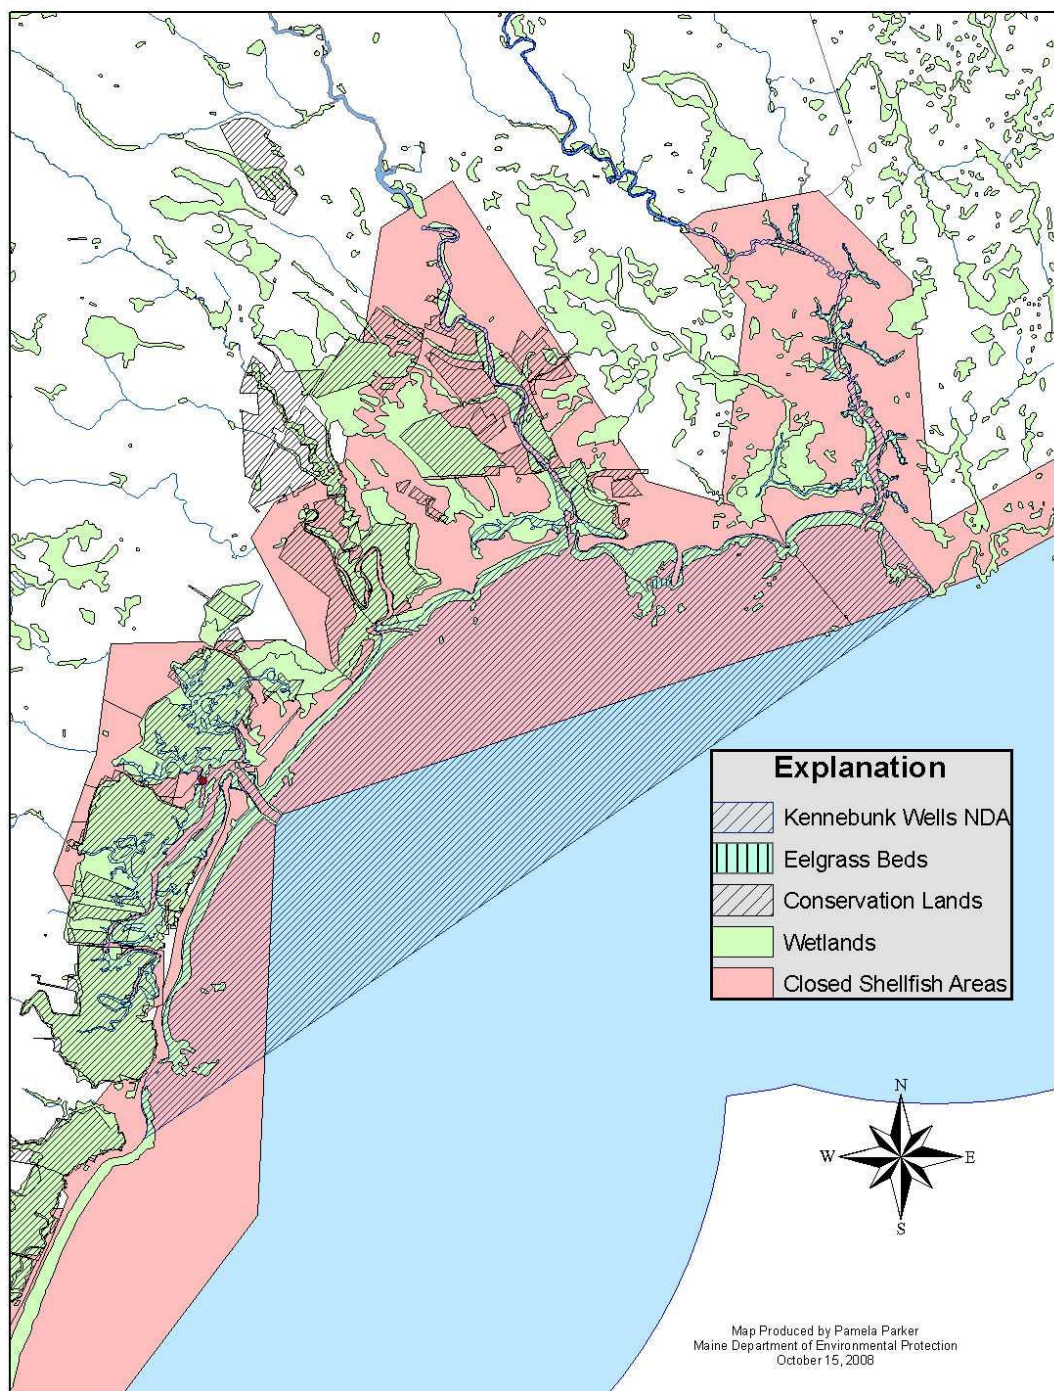 Explanation
Kennebunk Wells NDA
Eelgrass Beds
Conservation Lands
Wetlands
Closed Shellfish Areas
N
W E
S
Map Produced by Pamela Parker
Maine Department of Environmental Protection
October 15, 2008